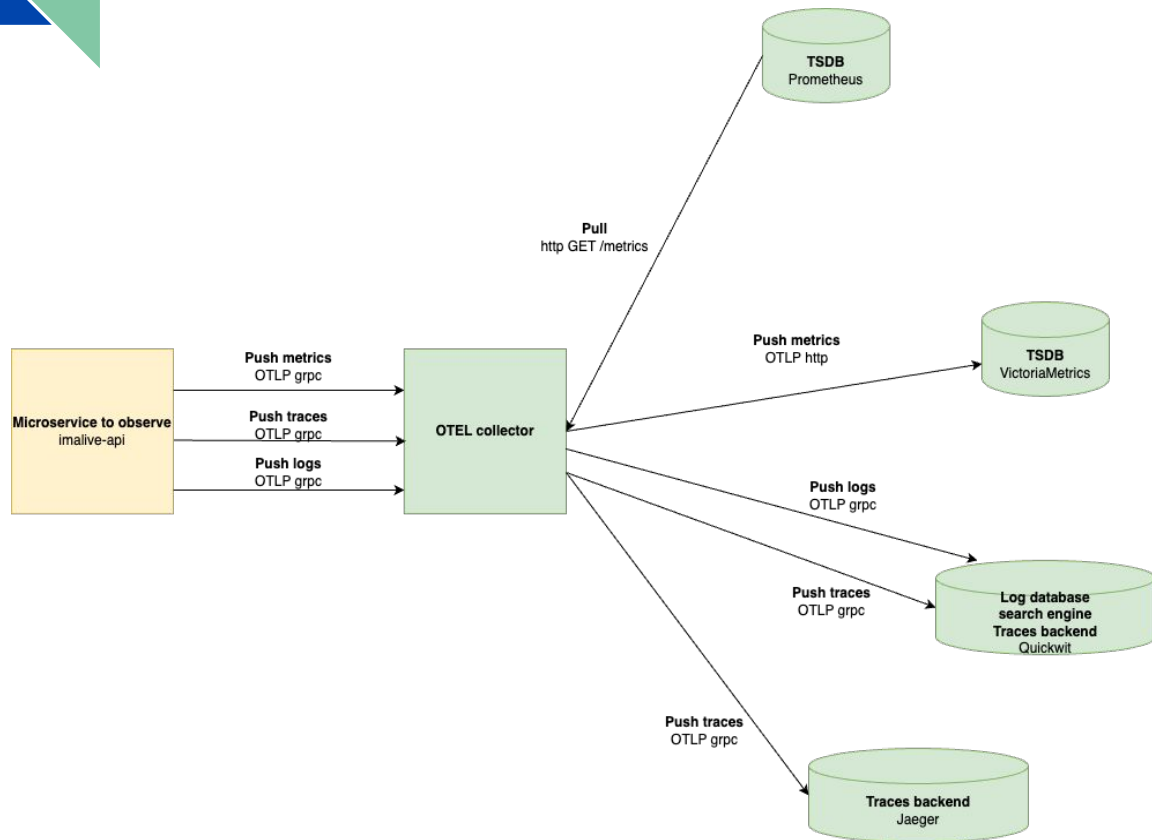 TSDB
Prometheus
Pull
http GET /metrics
Push metrics
OTLP http
TSDB
VictoriaMetrics
Push metrics
OTLP grpc
Microservice to observe
imalive-api
Push traces
OTLP grpc
OTEL collector
Push logs
OTLP grpc
Push logs
OTLP grpc
Push traces
OTLP grpc
Log database
search engine
Traces backend
Quickwit
Push traces
OTLP grpc
Traces backend
Jaeger